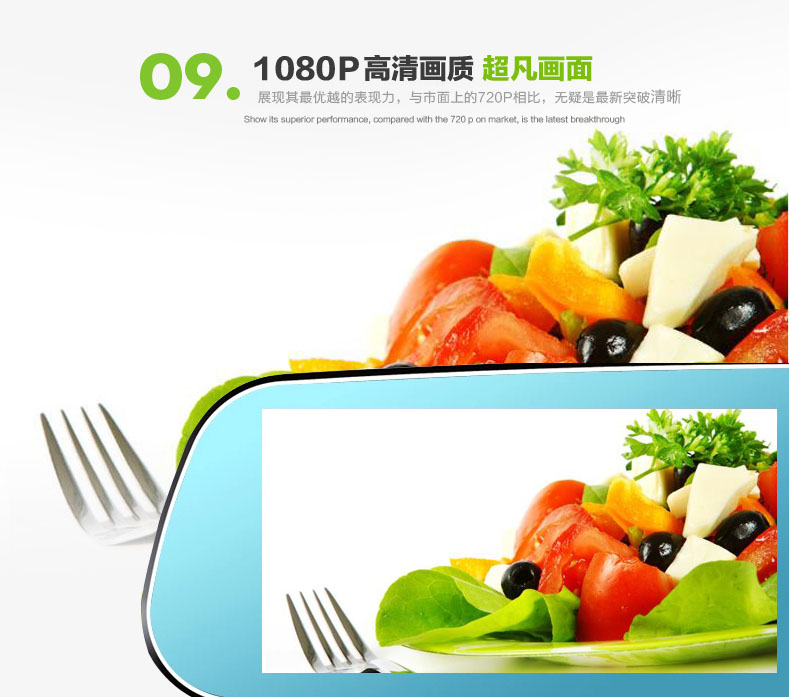 09.
1080P高清画质 超凡画面
展现其最优越的表现力，与市面上的720P相比，无疑是最新突破清晰
Show its superior performance, compared with the 720 p on market, is the latest breakthrough